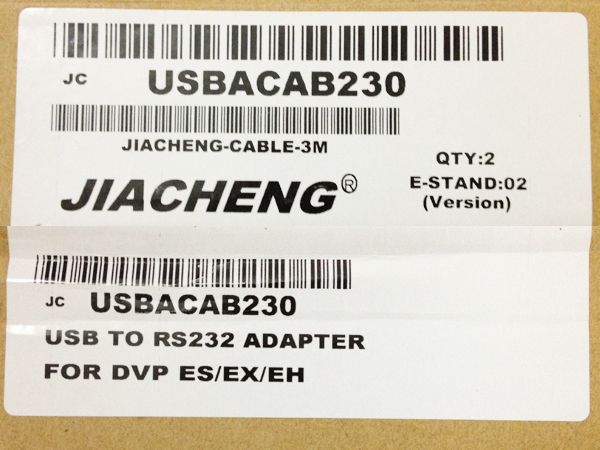 JC USBACAB230
JIACHENG-CABLE-3M
QTY:2
JIACHENG®
E-STAND:02
(Version)
JC USBACAB230
USB TO RS232 ADAPTER
FOR DVP ES/EX/EH